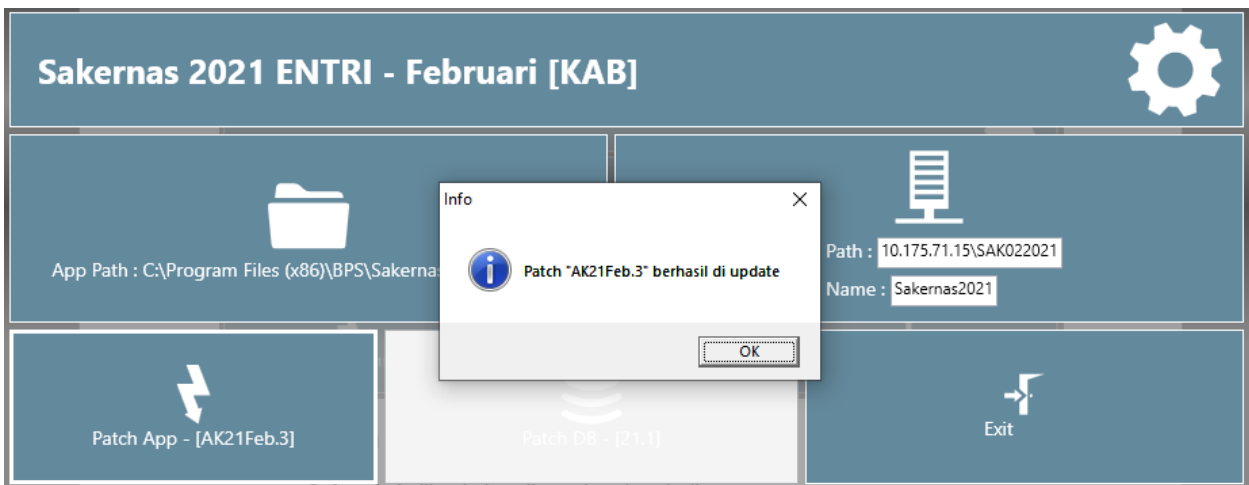 Sakernas 2021 ENTRI - Februari [KAB]
App Path : C:\Program Files (x86)\BPS\Sakerna
Path : 10.175.71.15\SAK022021
Name : Sakernas2021
Info
Patch "AK21Feb.3" berhasil di update
OK
Patch App - [AK21Feb.3]
Patch DB - [21.1]
Exit